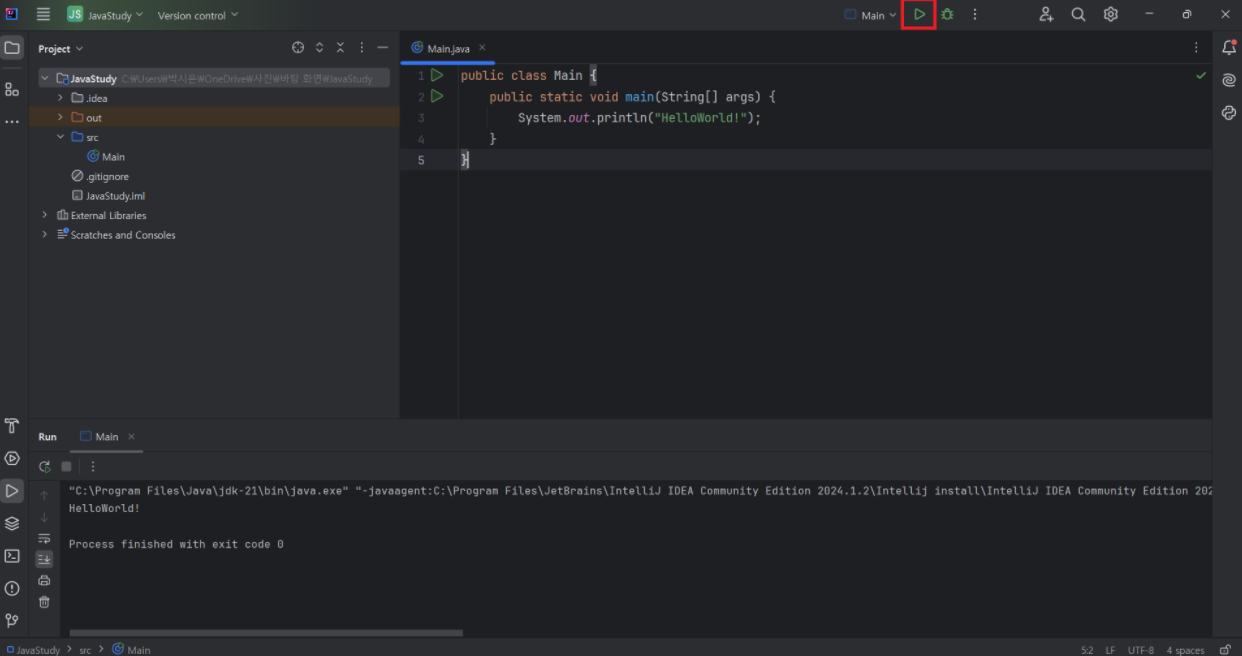 JS JavaStudy Version control Main
Project
Main.java
JavaStudy C:₩Users₩박시은₩OneDrive₩사진₩바탕 화면₩JavaStudy
.idea
out
src
Main
.gitignore
JavaStudy.iml
External Libraries
Scratches and Consoles
1 public class Main {
2 public static void main(String[] args) {
3 System.out.println("HelloWorld!");
4 }
5 }
Run Main
"C:\Program Files\Java\jdk-21\bin\java.exe" "-javaagent:C:\Program Files\JetBrains\IntelliJ IDEA Community Edition 2024.1.2\Intellij install\IntelliJ IDEA Community Edition 202
HelloWorld!
Process finished with exit code 0
JavaStudy > src > Main 5:2 LF UTF-8 4 spaces